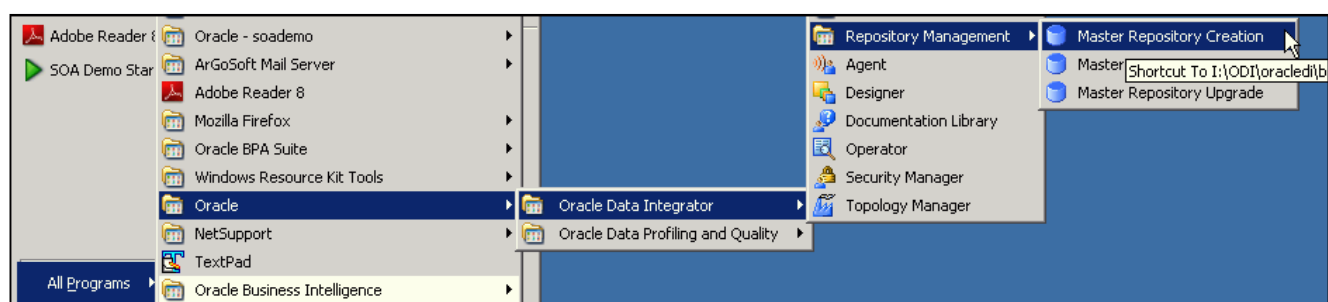 Adobe Reader 8
SOA Demo Star
All Programs
Oracle - soademo
ArGoSoft Mail Server
Adobe Reader 8
Mozilla Firefox
Oracle BPA Suite
Windows Resource Kit Tools
Oracle
NetSupport
TextPad
Oracle Business Intelligence
Oracle Data Integrator
Oracle Data Profiling and Quality
Repository Management
Agent
Designer
Documentation Library
Operator
Security Manager
Topology Manager
Master Repository Creation
Master
Shortcut To I:\ODI\oracledi\b
Master Repository Upgrade